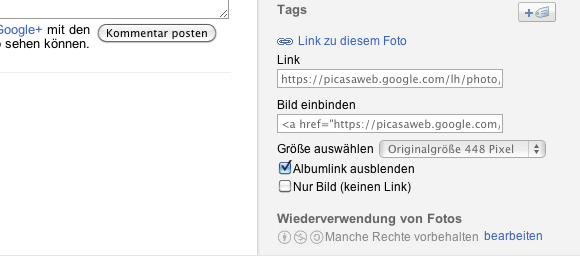 Google+ mit den
sehen können.
Kommentar posten
Tags
Link zu diesem Foto
Link
https://picasaweb.google.com/lh/photo/
Bild einbinden
<a href="https://picasaweb.google.com/
Größe auswählen Originalgröße 448 Pixel
Albumlink ausblenden
Nur Bild (keinen Link)
Wiederverwendung von Fotos
Manche Rechte vorbehalten bearbeiten